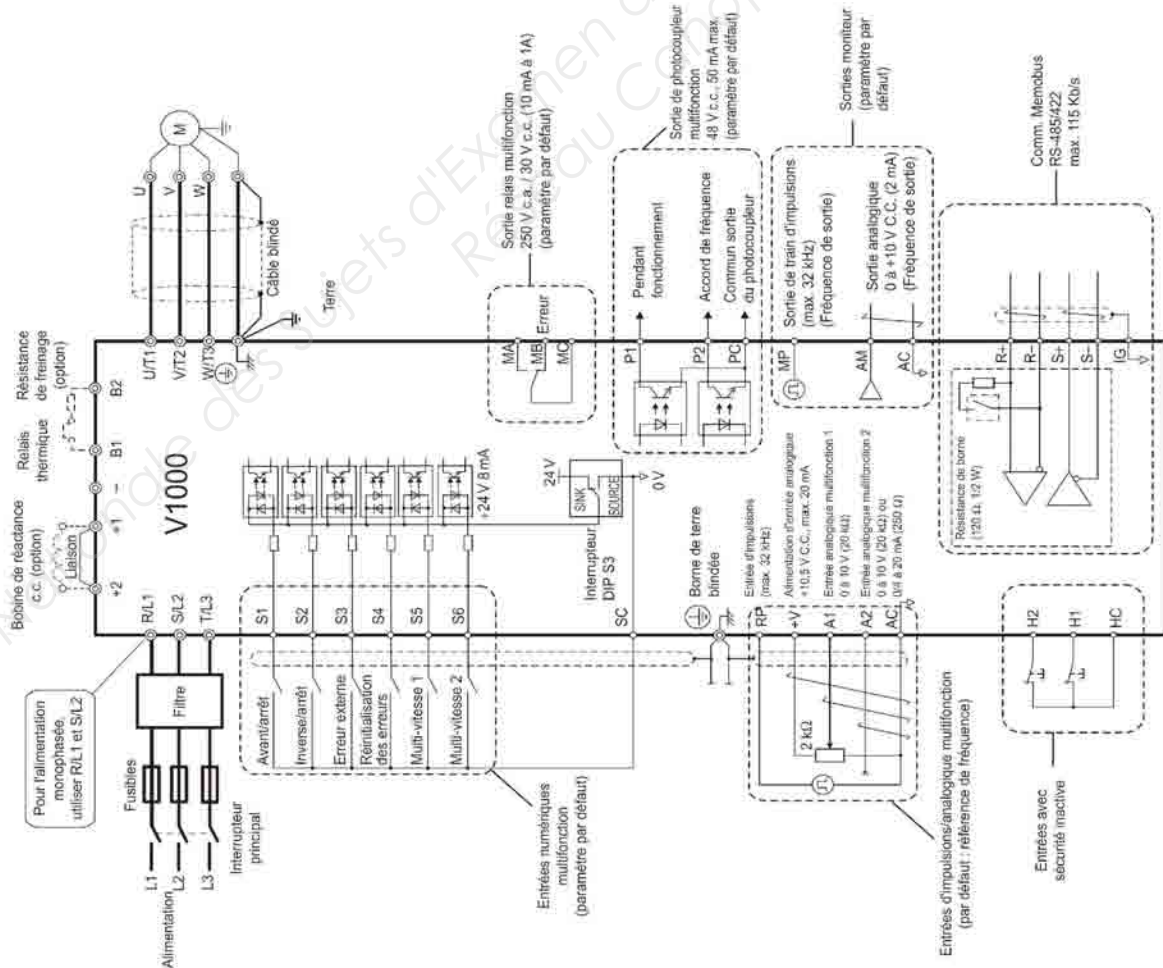 Pour l'alimentation
monophasée,
utiliser R/L1 et S/L2
Bobine de réactance
c.c. (option)
Liaison
Relais
thermique
Résistance
de freinage
(option)
+2
+1
−
B1
B2
Alimentation
L1
L2
L3
Fusibles
Interrupteur
principal
Filtre
R/L1
S/L2
T/L3
V1000
U/T1
V/T2
W/T3
U
V
W
M
Câble blindé
Terre
Avant/arrêt
S1
Inverse/arrêt
S2
Erreur externe
S3
Réinitialisation
des erreurs
S4
Multi-vitesse 1
S5
Multi-vitesse 2
S6
SC
+24 V 8 mA
Entrées numériques
multifonction
(paramètre par défaut)
Interrupteur
DIP S3
24 V
SINK
SOURCE
0 V
Sortie relais multifonction
250 V c.a. / 30 V c.c. (10 mA à 1A)
(paramètre par défaut)
MA
MB
MC
Erreur
P1
Pendant
fonctionnement
P2
Accord de fréquence
PC
Commun sortie
du photocoupleur
Sortie de photocoupleur
multifonction
48 V c.c., 50 mA max.
(paramètre par défaut)
Borne de terre
blindée
RP
Entrée d'impulsions
(max. 32 kHz)
+V
Alimentation d'entrée analogique
+10,5 V C.C., max. 20 mA
A1
Entrée analogique multifonction 1
0 à 10 V (20 kΩ)
A2
Entrée analogique multifonction 2
0 à 10 V (20 kΩ) ou
0/4 à 20 mA (250 Ω)
AC
2 kΩ
Entrées d'impulsions/analogique multifonction
(par défaut : référence de fréquence)
MP
Sortie de train d'impulsions
(max. 32 kHz)
(Fréquence de sortie)
AM
Sortie analogique
0 à +10 V C.C. (2 mA)
(Fréquence de sortie)
AC
Sorties moniteur
(paramètre par
défaut)
H2
H1
HC
Entrées avec
sécurité inactive
Résistance de borne
(120 Ω, 1/2 W)
R+
R−
S+
S−
IG
Comm. Memobus
RS-485/422
max. 115 Kb/s.